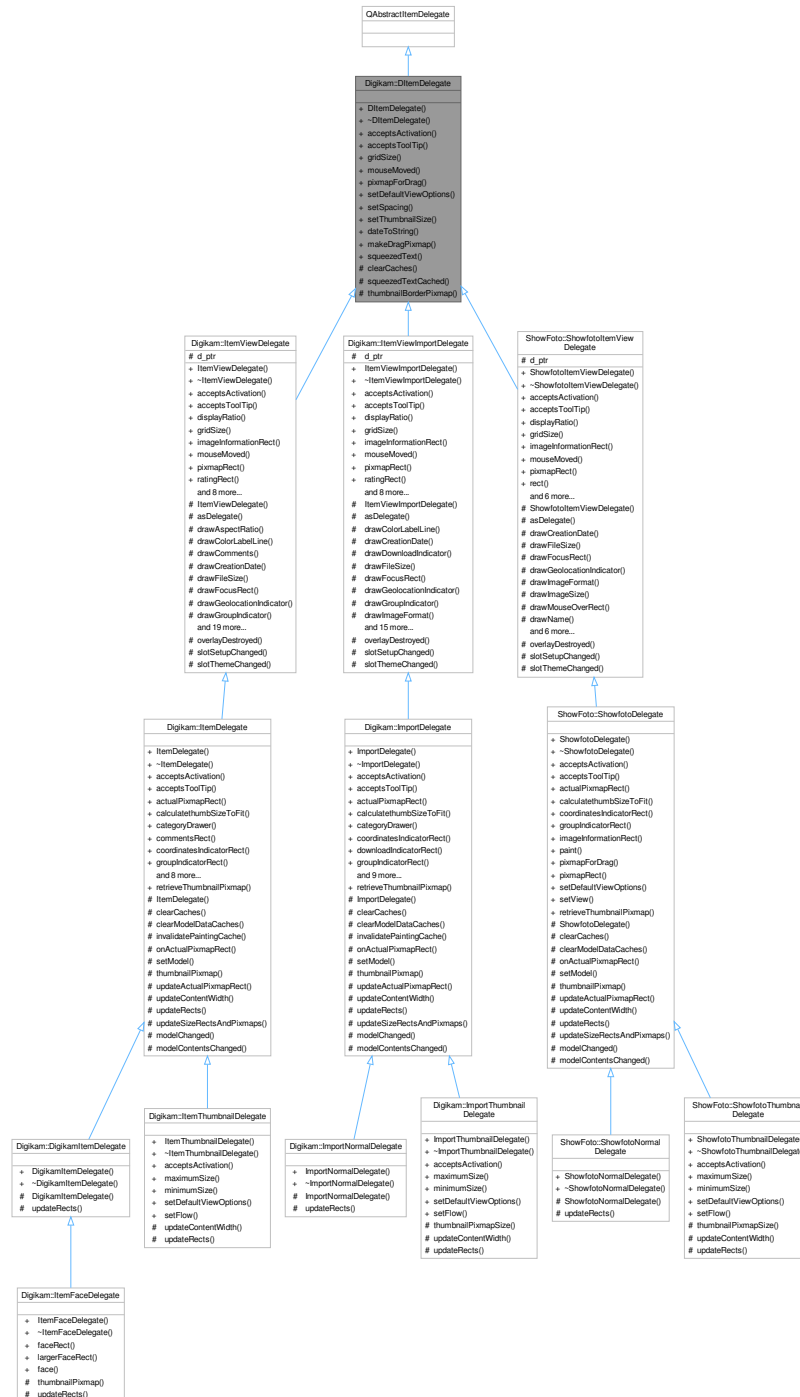 QAbstractItemDelegate
Digikam::DItemDelegate
+ DItemDelegate()
+ ~DItemDelegate()
+ acceptsActivation()
+ acceptsToolTip()
+ gridSize()
+ mouseMoved()
+ pixmapForDrag()
+ setDefaultViewOptions()
+ setSpacing()
+ setThumbnailSize()
+ dateToString()
+ makeDragPixmap()
+ squeezedText()
# clearCaches()
# squeezedTextCached()
# thumbnailBorderPixmap()
Digikam::ItemViewDelegate
# d_ptr
+ ItemViewDelegate()
+ ~ItemViewDelegate()
+ acceptsActivation()
+ acceptsToolTip()
+ displayRatio()
+ gridSize()
+ imageInformationRect()
+ mouseMoved()
+ pixmapRect()
+ ratingRect()
and 8 more...
# ItemViewDelegate()
# asDelegate()
# drawAspectRatio()
# drawColorLabelLine()
# drawComments()
# drawCreationDate()
# drawFileSize()
# drawFocusRect()
# drawGeolocationIndicator()
# drawGroupIndicator()
and 19 more...
# overlayDestroyed()
# slotSetupChanged()
# slotThemeChanged()
Digikam::ItemViewImportDelegate
# d_ptr
+ ItemViewImportDelegate()
+ ~ItemViewImportDelegate()
+ acceptsActivation()
+ acceptsToolTip()
+ displayRatio()
+ gridSize()
+ imageInformationRect()
+ mouseMoved()
+ pixmapRect()
+ ratingRect()
and 8 more...
# ItemViewImportDelegate()
# asDelegate()
# drawColorLabelLine()
# drawCreationDate()
# drawDownloadIndicator()
# drawFileSize()
# drawFocusRect()
# drawGeolocationIndicator()
# drawGroupIndicator()
# drawImageFormat()
and 15 more...
# overlayDestroyed()
# slotSetupChanged()
# slotThemeChanged()
ShowFoto::ShowfotoItemView
Delegate
# d_ptr
+ ShowfotoItemViewDelegate()
+ ~ShowfotoItemViewDelegate()
+ acceptsActivation()
+ acceptsToolTip()
+ displayRatio()
+ gridSize()
+ imageInformationRect()
+ mouseMoved()
+ pixmapRect()
+ rect()
and 6 more...
# ShowfotoItemViewDelegate()
# asDelegate()
# drawCreationDate()
# drawFileSize()
# drawFocusRect()
# drawGeolocationIndicator()
# drawImageFormat()
# drawImageSize()
# drawMouseOverRect()
# drawName()
and 6 more...
# overlayDestroyed()
# slotSetupChanged()
# slotThemeChanged()
Digikam::ItemDelegate
+ ItemDelegate()
+ ~ItemDelegate()
+ acceptsActivation()
+ acceptsToolTip()
+ actualPixmapRect()
+ calculatethumbSizeToFit()
+ categoryDrawer()
+ commentsRect()
+ coordinatesIndicatorRect()
+ groupIndicatorRect()
and 8 more...
+ retrieveThumbnailPixmap()
# ItemDelegate()
# clearCaches()
# clearModelDataCaches()
# invalidatePaintingCache()
# onActualPixmapRect()
# setModel()
# thumbnailPixmap()
# updateActualPixmapRect()
# updateContentWidth()
# updateRects()
# updateSizeRectsAndPixmaps()
# modelChanged()
# modelContentsChanged()
Digikam::ImportDelegate
+ ImportDelegate()
+ ~ImportDelegate()
+ acceptsActivation()
+ acceptsToolTip()
+ actualPixmapRect()
+ calculatethumbSizeToFit()
+ categoryDrawer()
+ coordinatesIndicatorRect()
+ downloadIndicatorRect()
+ groupIndicatorRect()
and 9 more...
+ retrieveThumbnailPixmap()
# ImportDelegate()
# clearCaches()
# clearModelDataCaches()
# invalidatePaintingCache()
# onActualPixmapRect()
# setModel()
# thumbnailPixmap()
# updateActualPixmapRect()
# updateContentWidth()
# updateRects()
# updateSizeRectsAndPixmaps()
# modelChanged()
# modelContentsChanged()
ShowFoto::ShowfotoDelegate
+ ShowfotoDelegate()
+ ~ShowfotoDelegate()
+ acceptsActivation()
+ acceptsToolTip()
+ actualPixmapRect()
+ calculatethumbSizeToFit()
+ coordinatesIndicatorRect()
+ groupIndicatorRect()
+ imageInformationRect()
+ paint()
+ pixmapForDrag()
+ pixmapRect()
+ setDefaultViewOptions()
+ setView()
+ retrieveThumbnailPixmap()
# ShowfotoDelegate()
# clearCaches()
# clearModelDataCaches()
# onActualPixmapRect()
# setModel()
# thumbnailPixmap()
# updateActualPixmapRect()
# updateContentWidth()
# updateRects()
# updateSizeRectsAndPixmaps()
# modelChanged()
# modelContentsChanged()
Digikam::DigikamItemDelegate
+ DigikamItemDelegate()
+ ~DigikamItemDelegate()
# DigikamItemDelegate()
# updateRects()
Digikam::ItemThumbnailDelegate
+ ItemThumbnailDelegate()
+ ~ItemThumbnailDelegate()
+ acceptsActivation()
+ maximumSize()
+ minimumSize()
+ setDefaultViewOptions()
+ setFlow()
# updateContentWidth()
# updateRects()
Digikam::ImportNormalDelegate
+ ImportNormalDelegate()
+ ~ImportNormalDelegate()
# ImportNormalDelegate()
# updateRects()
Digikam::ImportThumbnail
Delegate
+ ImportThumbnailDelegate()
+ ~ImportThumbnailDelegate()
+ acceptsActivation()
+ maximumSize()
+ minimumSize()
+ setDefaultViewOptions()
+ setFlow()
# thumbnailPixmapSize()
# updateContentWidth()
# updateRects()
ShowFoto::ShowfotoNormal
Delegate
+ ShowfotoNormalDelegate()
+ ~ShowfotoNormalDelegate()
# ShowfotoNormalDelegate()
# updateRects()
ShowFoto::ShowfotoThumbna
Delegate
+ ShowfotoThumbnailDelegate
+ ~ShowfotoThumbnailDelegate
+ acceptsActivation()
+ maximumSize()
+ minimumSize()
+ setDefaultViewOptions()
+ setFlow()
# thumbnailPixmapSize()
# updateContentWidth()
# updateRects()
Digikam::ItemFaceDelegate
+ ItemFaceDelegate()
+ ~ItemFaceDelegate()
+ faceRect()
+ largerFaceRect()
+ face()
# thumbnailPixmap()
# updateRects()